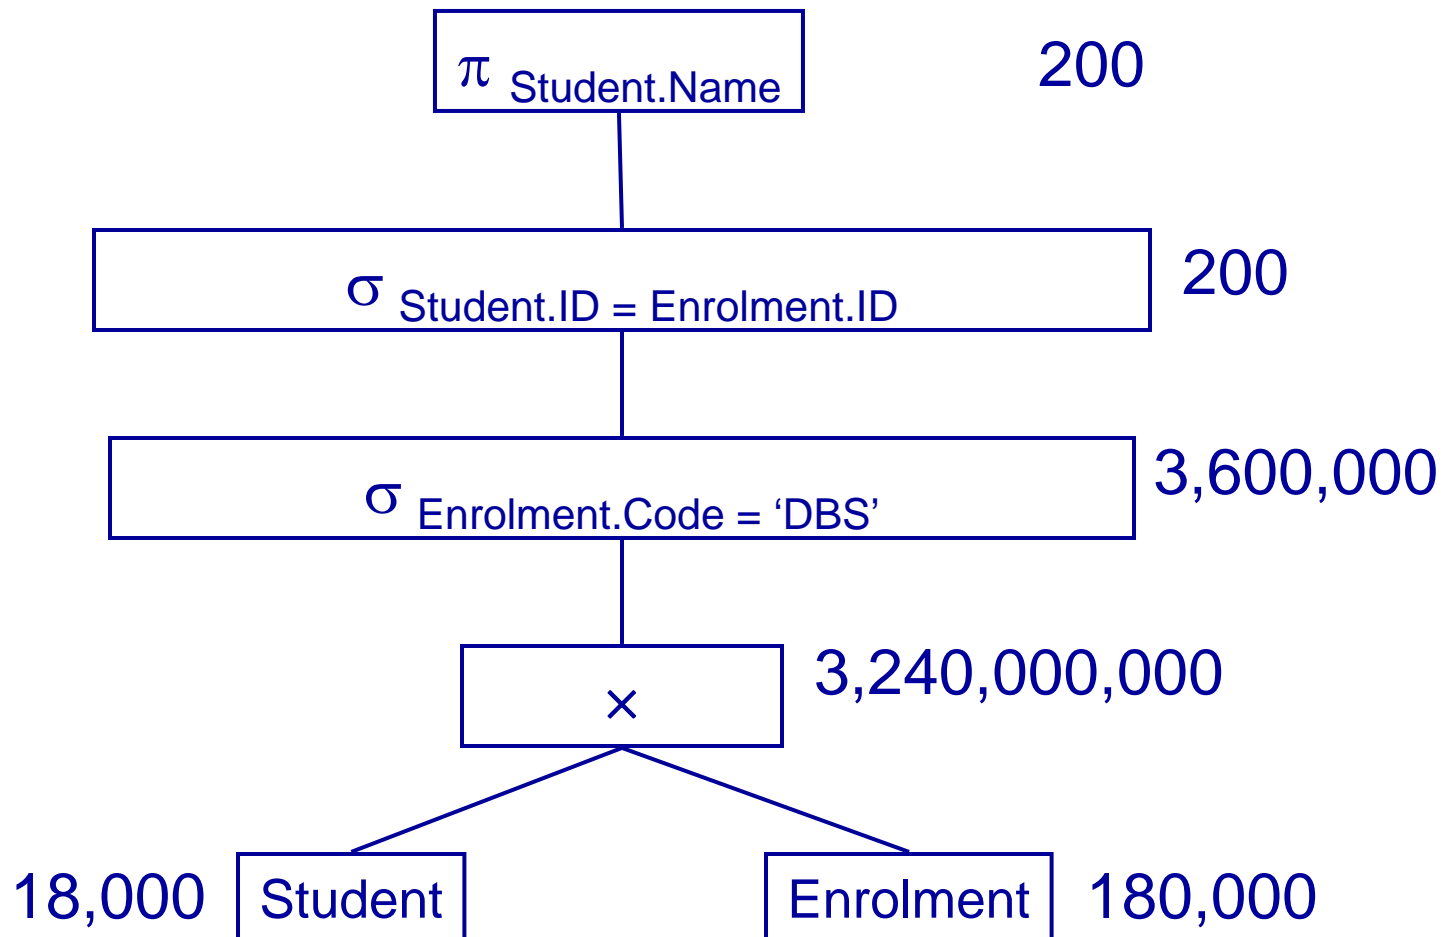 π Student.Name 200
σ Student.ID = Enrolment.ID 200
σ Enrolment.Code = ‘DBS’ 3,600,000
× 3,240,000,000
18,000 Student Enrolment 180,000